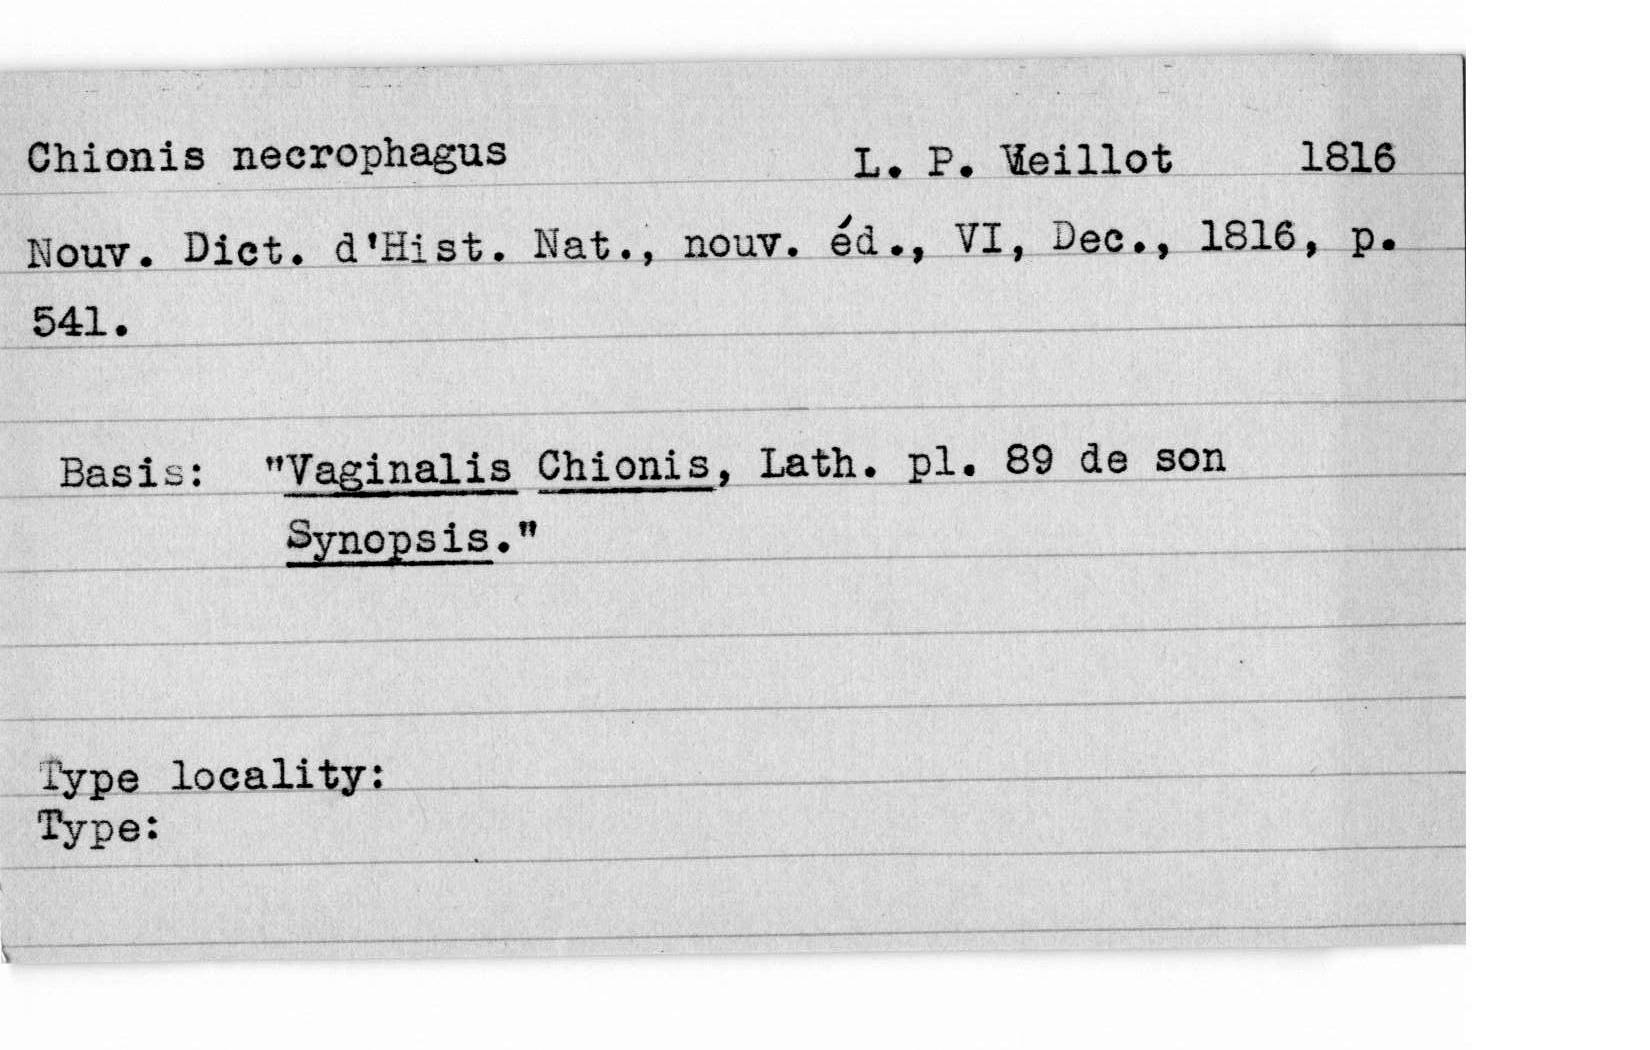 Chionis necrophagus L. P. Vieillot 1816
Nouv. Dict. d'Hist. Nat., nouv. éd., VI, Dec., 1816, p.
541.
Basis: "Vaginalis Chionis, Lath. pl. 89 de son
Synopsis."
Type locality:
Type: